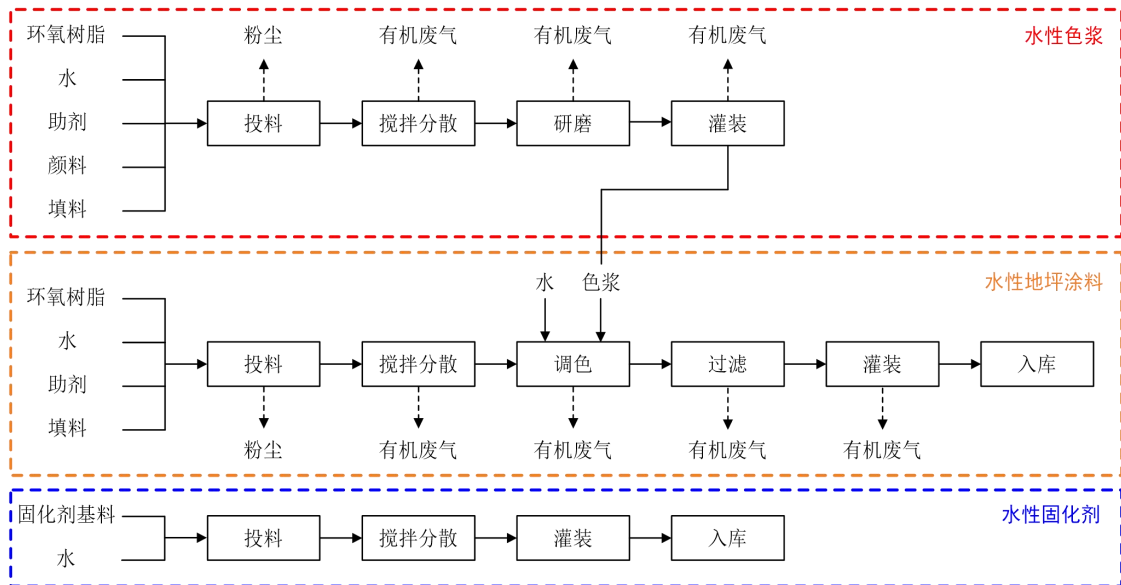 环氧树脂
粉尘
有机废气
有机废气
有机废气
水性色浆
水
助剂
投料
搅拌分散
研磨
灌装
颜料
填料
水
色浆
水性地坪涂料
环氧树脂
水
投料
搅拌分散
调色
过滤
灌装
入库
助剂
填料
粉尘
有机废气
有机废气
有机废气
有机废气
固化剂基料
水性固化剂
投料
搅拌分散
灌装
入库
水